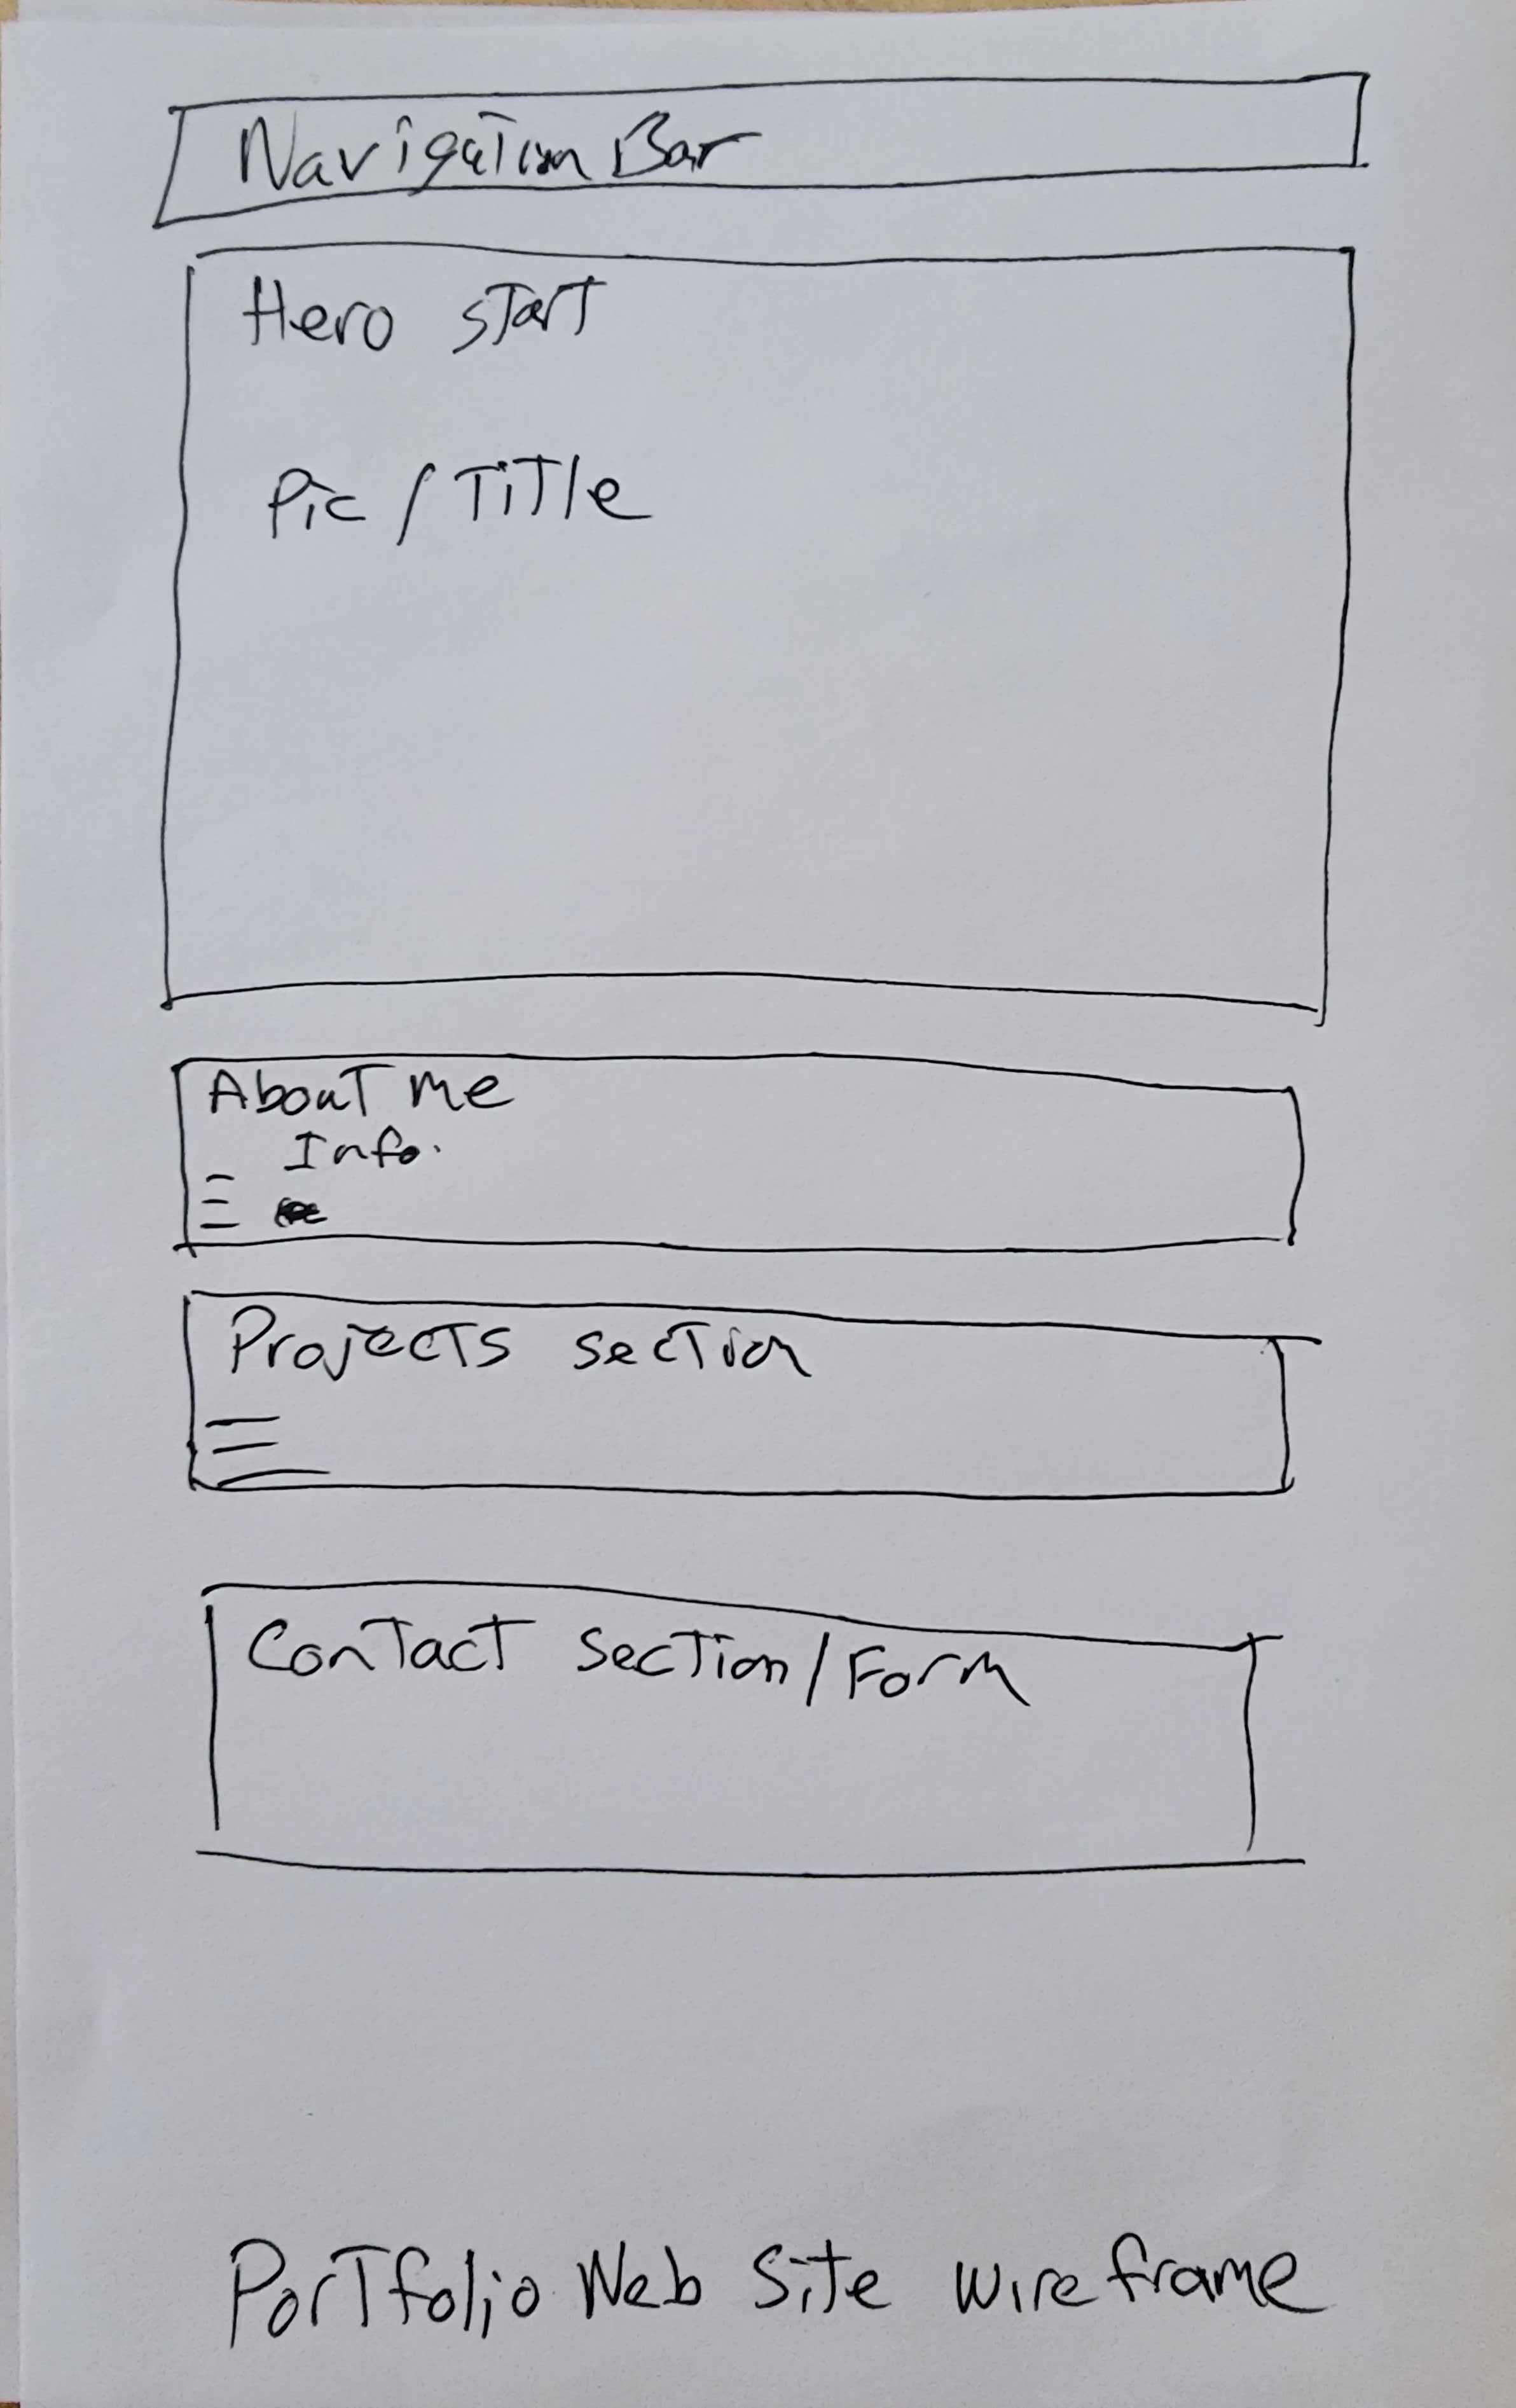 Navigation Bar
Hero start
Pic / Title
About me
Info.
Projects section
Contact section/Form
Portfolio Web Site wireframe